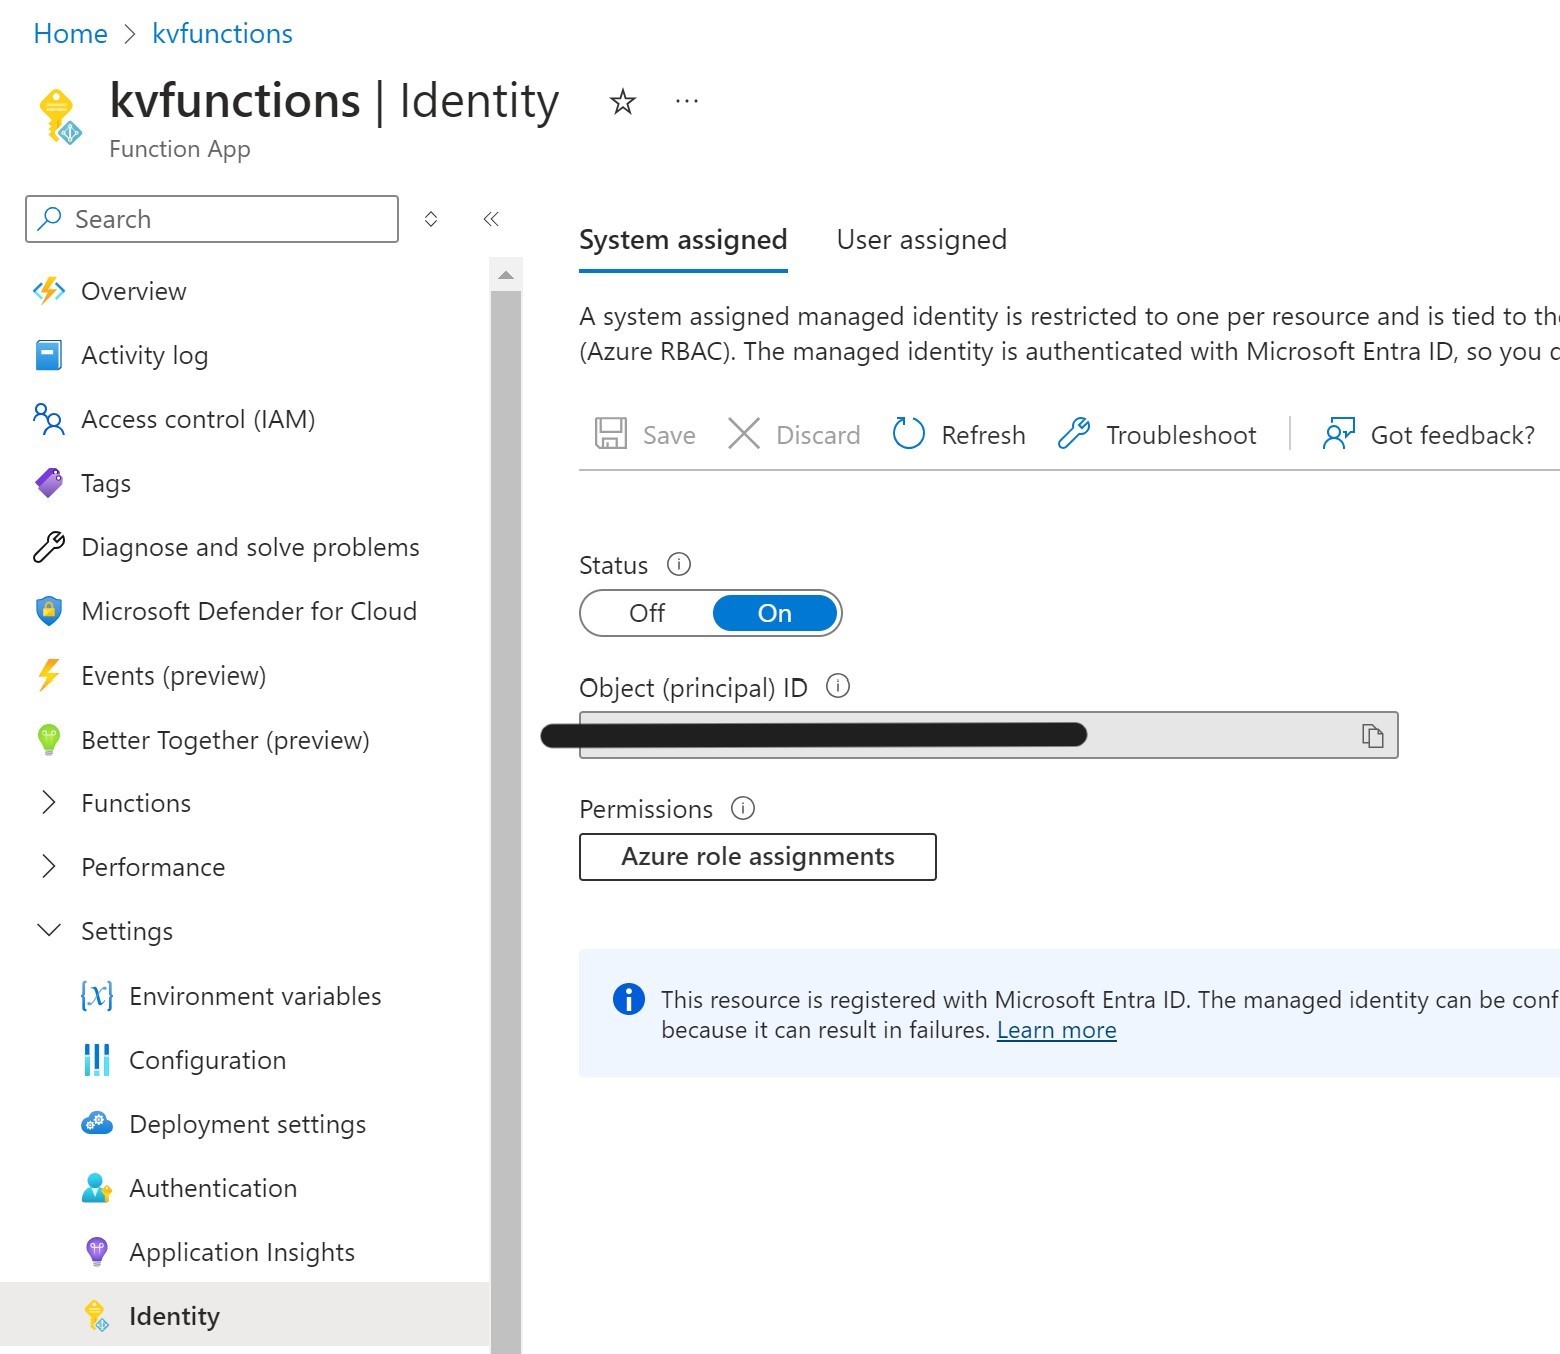 Home > kvfunctions
kvfunctions | Identity
Function App
Search
Overview
Activity log
Access control (IAM)
Tags
Diagnose and solve problems
Microsoft Defender for Cloud
Events (preview)
Better Together (preview)
Functions
Performance
Settings
Environment variables
Configuration
Deployment settings
Authentication
Application Insights
Identity
System assigned User assigned
A system assigned managed identity is restricted to one per resource and is tied to
(Azure RBAC). The managed identity is authenticated with Microsoft Entra ID, so you
Save Discard Refresh Troubleshoot Got feedback?
Status
Off On
Object (principal) ID
Permissions
Azure role assignments
This resource is registered with Microsoft Entra ID. The managed identity can be
because it can result in failures. Learn more